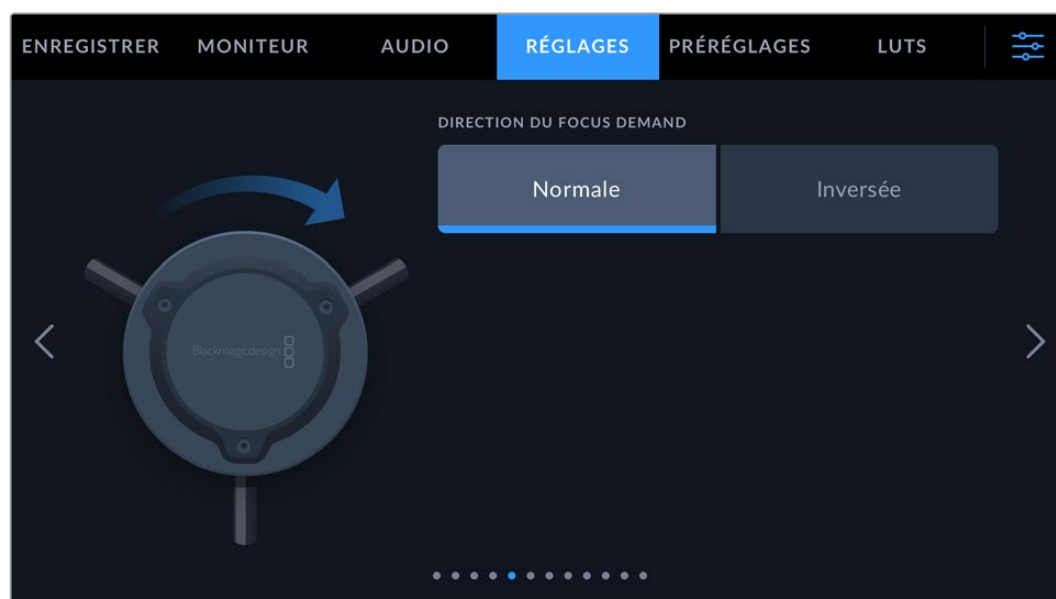 ENREGISTRER MONITEUR AUDIO RÉGLAGES PRÉRÉGLAGES LUTS
DIRECTION DU FOCUS DEMAND
Normale Inversée
Blackmagicdesign